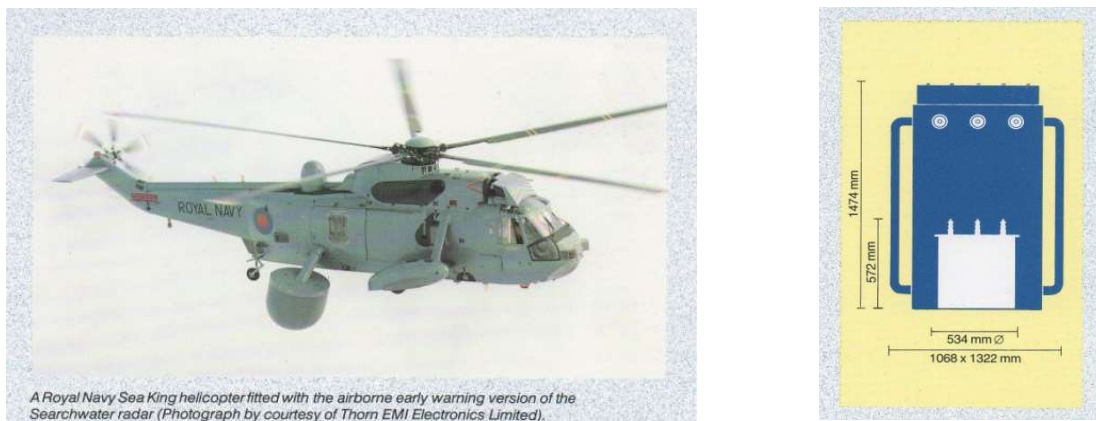 ROYAL NAVY
A Royal Navy Sea King helicopter fitted with the airborne early warning version of the
Searchwater radar (Photograph by courtesy of Thorn EMI Electronics Limited).
1474 mm
572 mm
534 mm ∅
1068 x 1322 mm